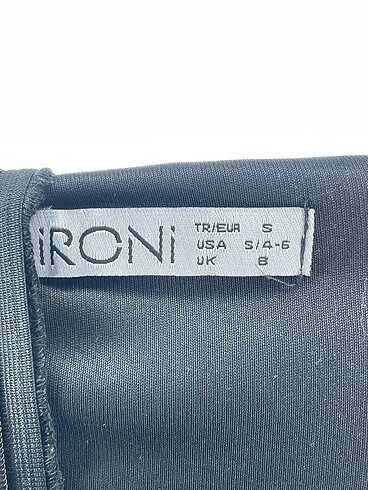 iRONi
TR/EUR S
USA S/4-6
UK 8